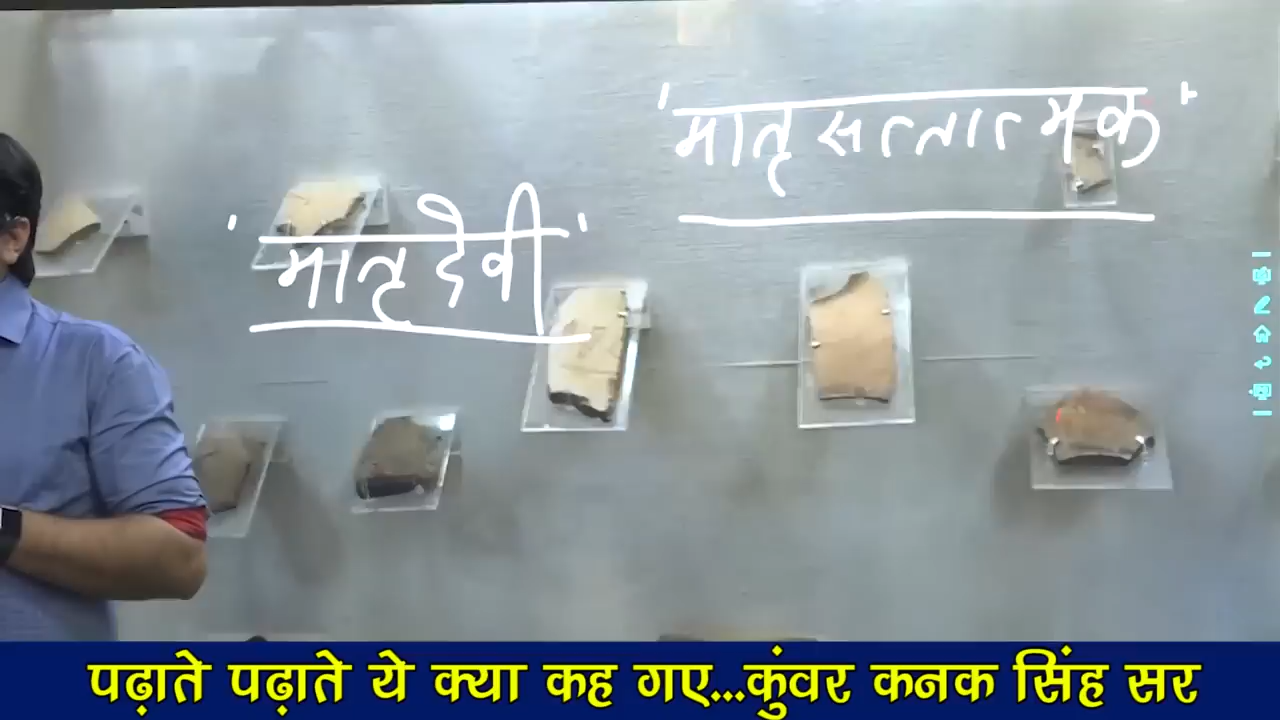 'मातृसत्तात्मक'
'मातृदेवी'
पढ़ाते पढ़ाते ये क्या कह गए...कुंवर कनक सिंह सर